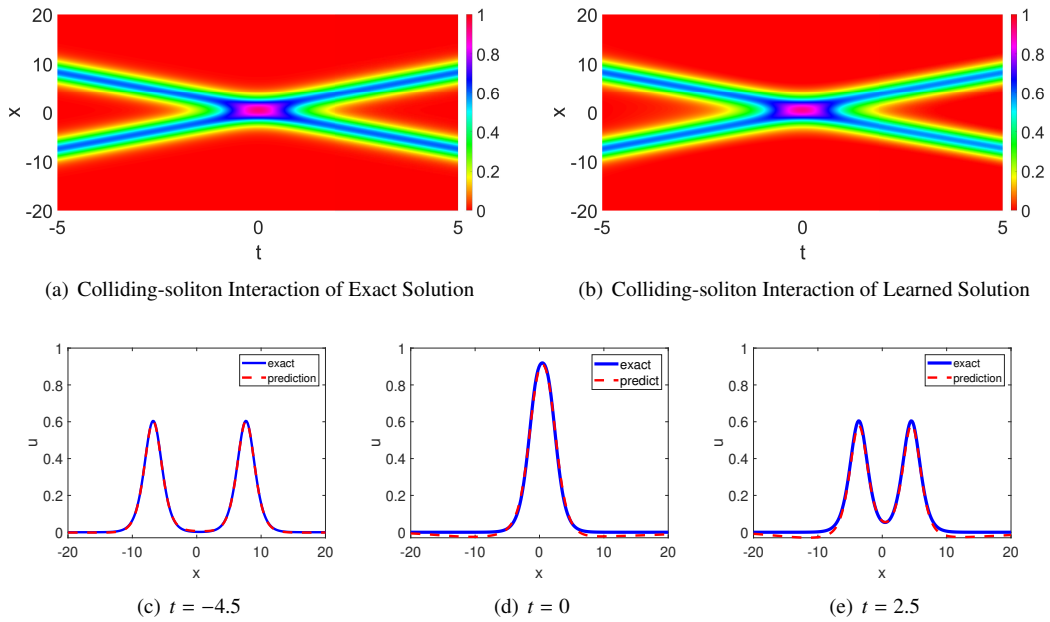 20
10
0
-10
-20
x
-5
0
5
t
1
0.8
0.6
0.4
0.2
0
20
10
0
-10
-20
x
-5
0
5
t
1
0.8
0.6
0.4
0.2
0
(a) Colliding-soliton Interaction of Exact Solution
(b) Colliding-soliton Interaction of Learned Solution
1
0.8
0.6
0.4
0.2
0
u
exact
prediction
-20
-10
0
10
20
x
1
0.8
0.6
0.4
0.2
0
u
exact
predict
-20
-10
0
10
20
x
1
0.8
0.6
0.4
0.2
0
u
exact
prediction
-20
-10
0
10
20
x
(c) t = −4.5
(d) t = 0
(e) t = 2.5